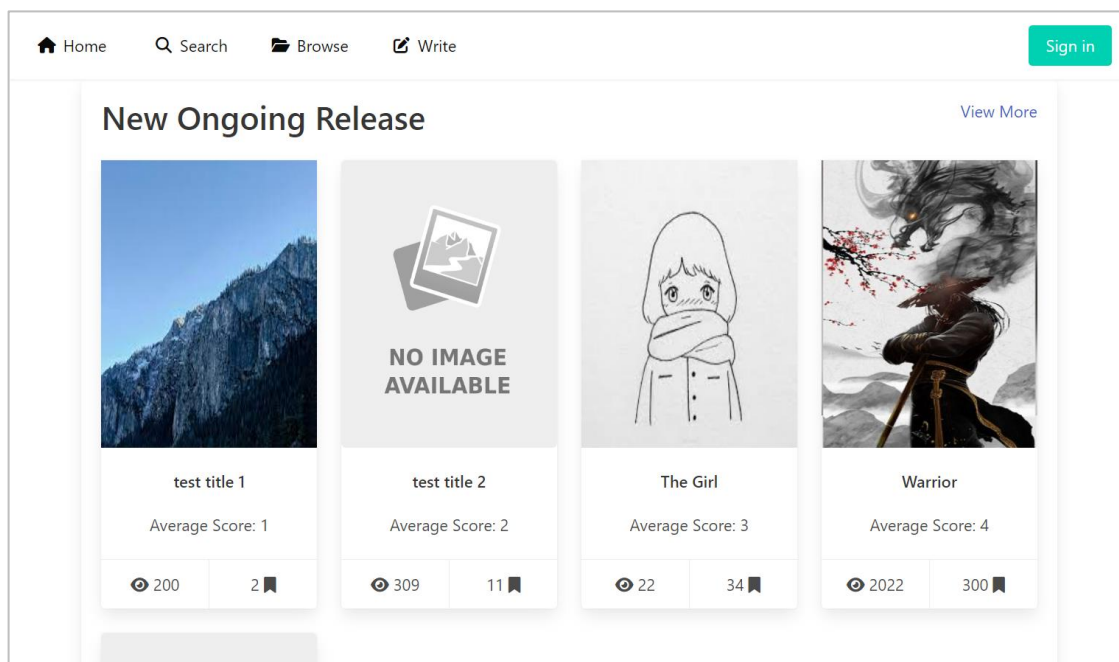 Home Search Browse Write Sign in
New Ongoing Release View More
NO IMAGE
AVAILABLE
test title 1 test title 2 The Girl Warrior
Average Score: 1 Average Score: 2 Average Score: 3 Average Score: 4
200 2 309 11 22 34 2022 300